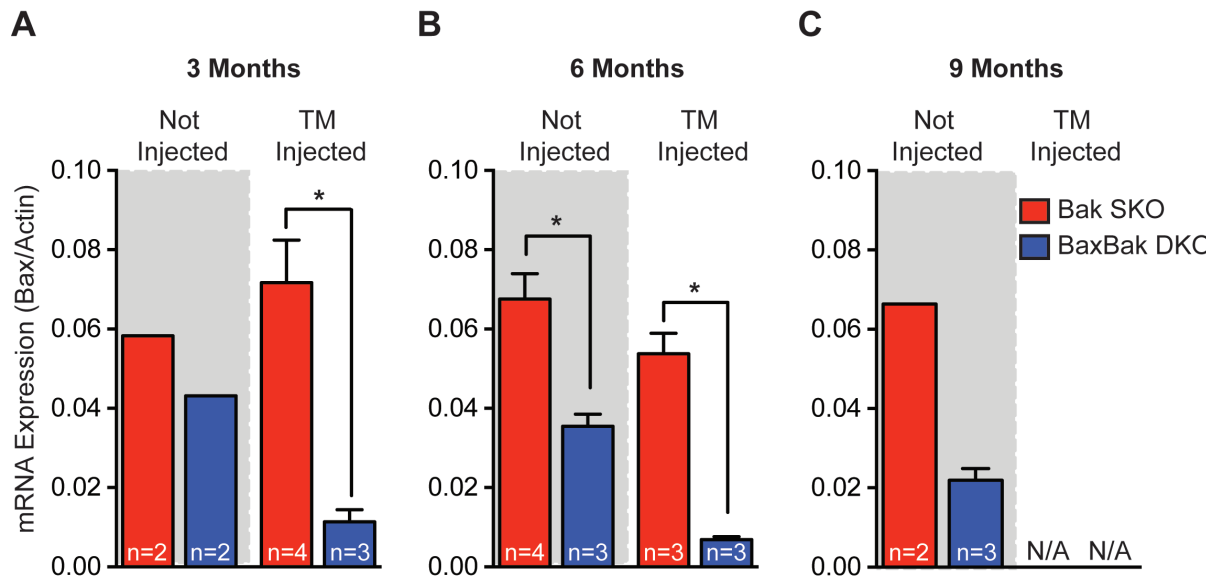 A
B
C
3 Months
6 Months
9 Months
Not
Injected
TM
Injected
Not
Injected
TM
Injected
Not
Injected
TM
Injected
mRNA Expression (Bax/Actin)
0.10
0.08
0.06
0.04
0.02
0.00
*
n=2
n=2
n=4
n=3
0.10
0.08
0.06
0.04
0.02
0.00
*
*
n=4
n=3
n=3
n=3
0.10
0.08
0.06
0.04
0.02
0.00
n=2
n=3
N/A
N/A
Bak SKO
BaxBak DKO